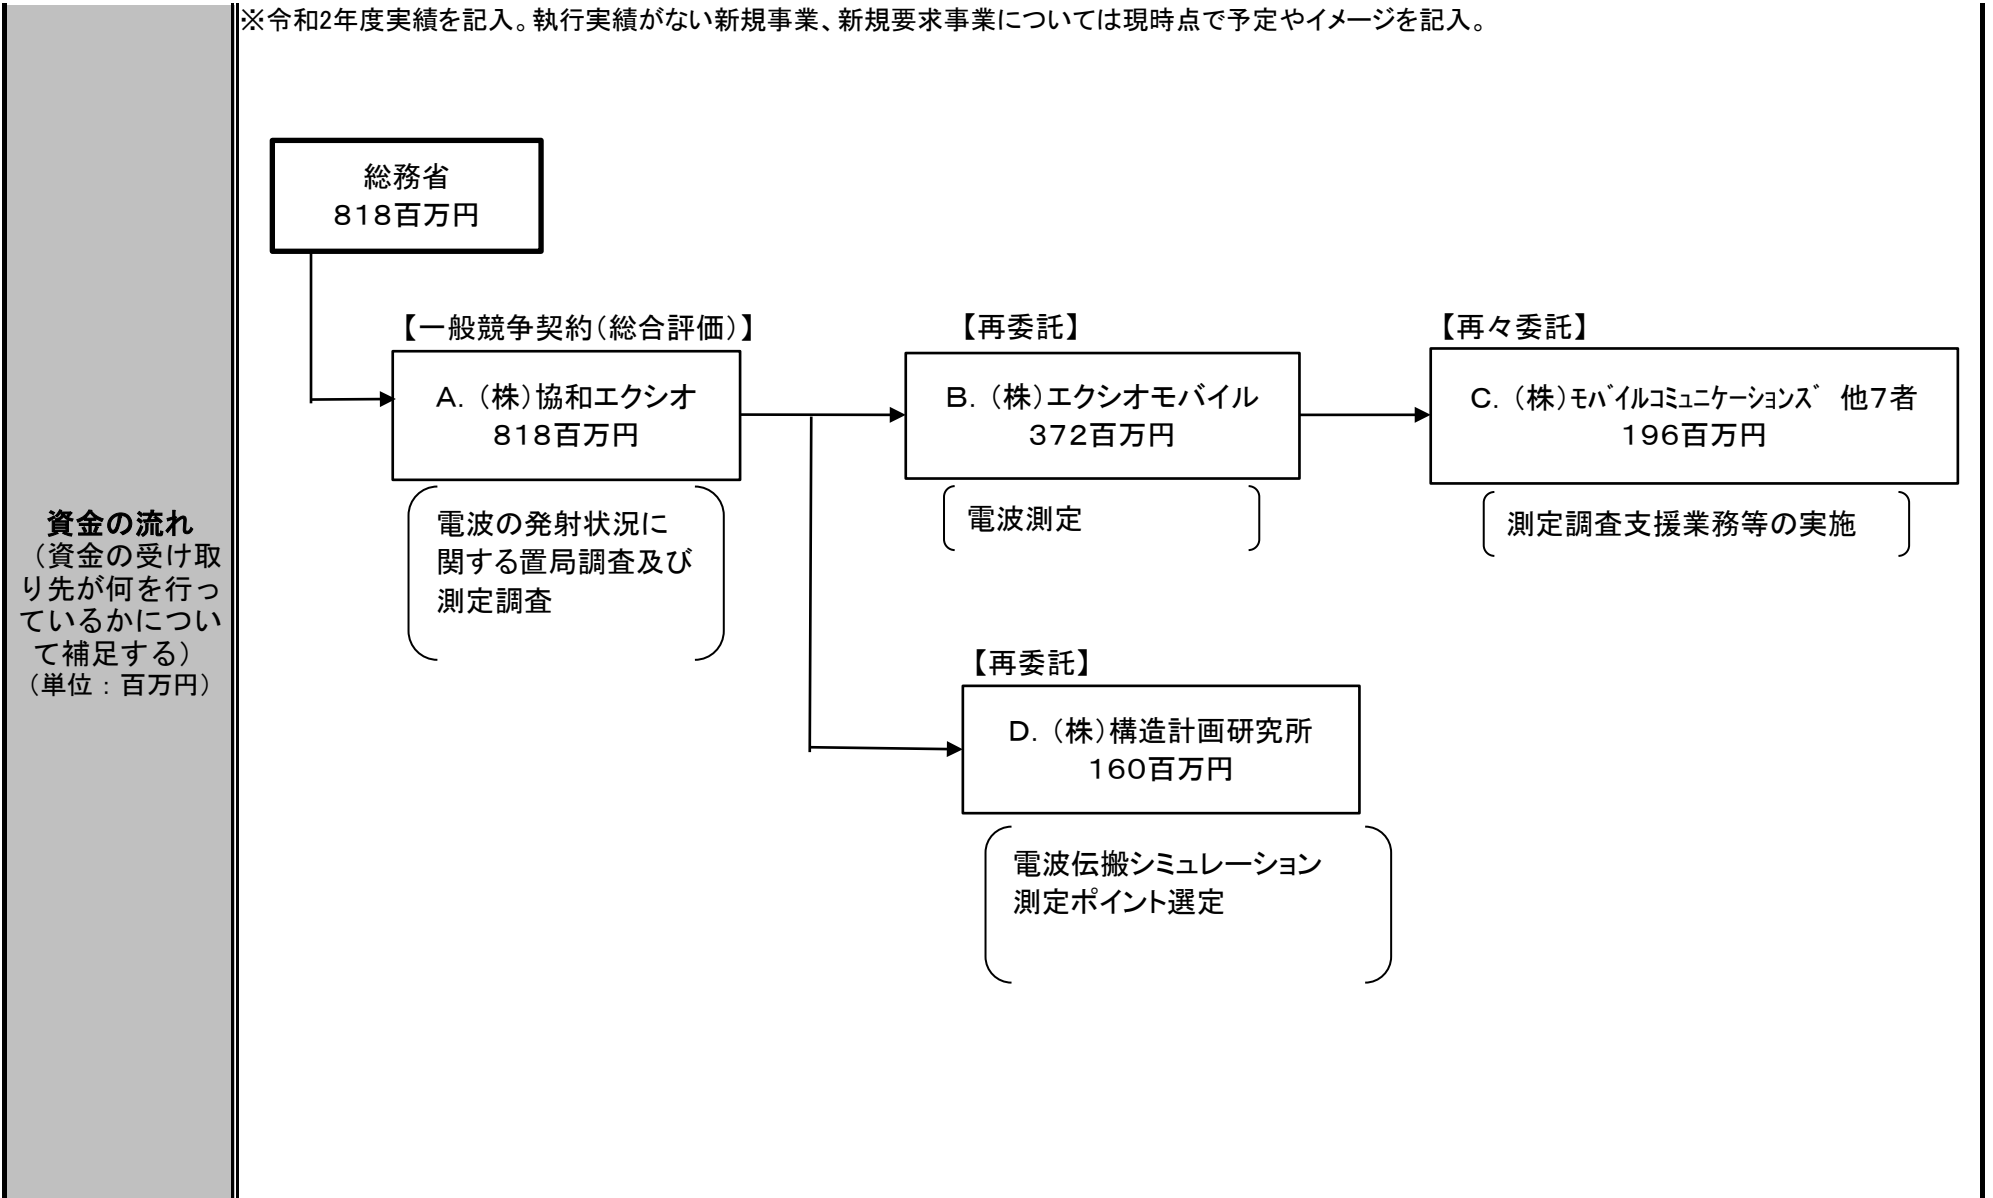 ※令和2年度実績を記入。執行実績がない新規事業、新規要求事業については現時点で予定やイメージを記入。
資金の流れ
（資金の受け取
り先が何を行っ
ているかについ
て補足する）
（単位：百万円）
総務省
８１８百万円
【一般競争契約（総合評価）】
Ａ．（株）協和エクシオ
８１８百万円
電波の発射状況に
関する置局調査及び
測定調査
【再委託】
Ｂ．（株）エクシオモバイル
３７２百万円
電波測定
【再々委託】
Ｃ．（株）ﾓﾊﾞｲﾙｺﾐｭﾆケｰｼｮﾝｽﾞ　他７者
１９６百万円
測定調査支援業務等の実施
【再委託】
Ｄ．（株）構造計画研究所
１６０百万円
電波伝搬シミュレーション
測定ポイント選定